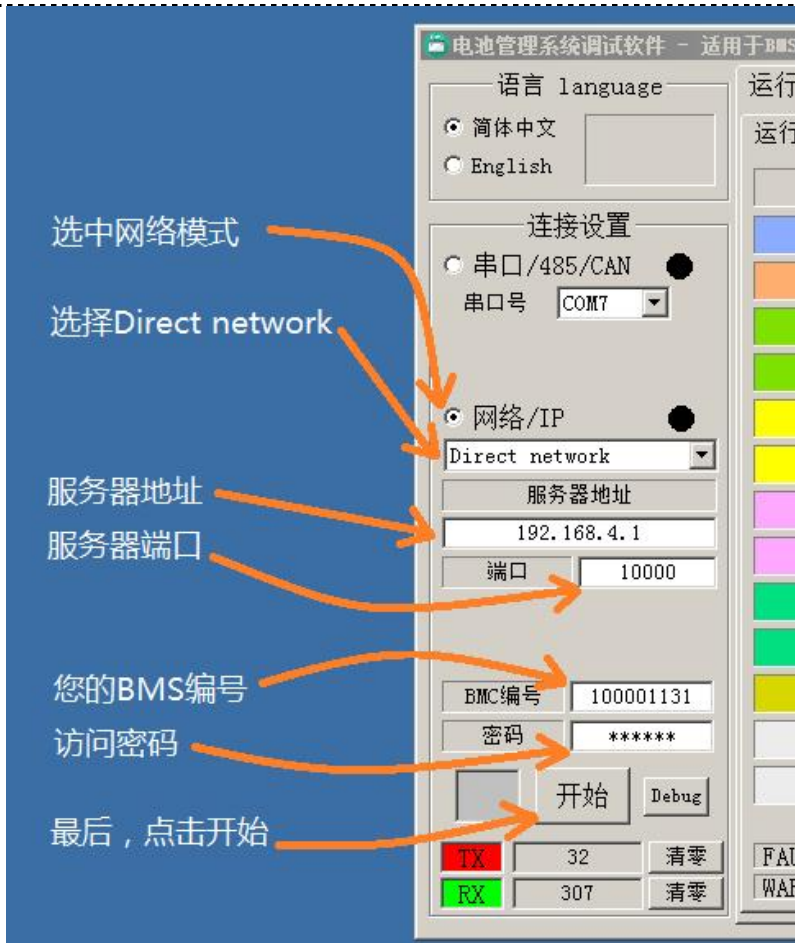 电池管理系统调试软件 - 适用于BMS
语言 language
运行
简体中文
运行
English
选中网络模式
连接设置
串口/485/CAN
串口号 COM7
选择Direct network
网络/IP
Direct network
服务器地址
服务器地址
192.168.4.1
服务器端口
端口 10000
您的BMS编号
BMC编号 100001131
访问密码
密码 ******
开始 Debug
最后，点击开始
TX 32 清零
RX 307 清零